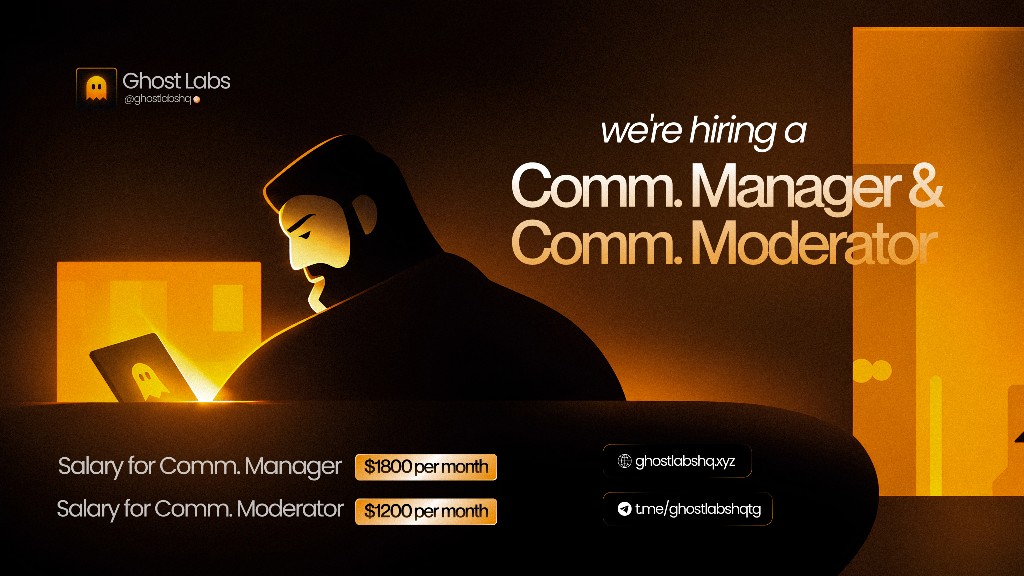 Ghost Labs
@ghostlabshq
we're hiring a
Comm. Manager &
Comm. Moderator
Salary for Comm. Manager $1800 per month
Salary for Comm. Moderator $1200 per month
ghostlabshq.xyz
t.me/ghostlabshqtg